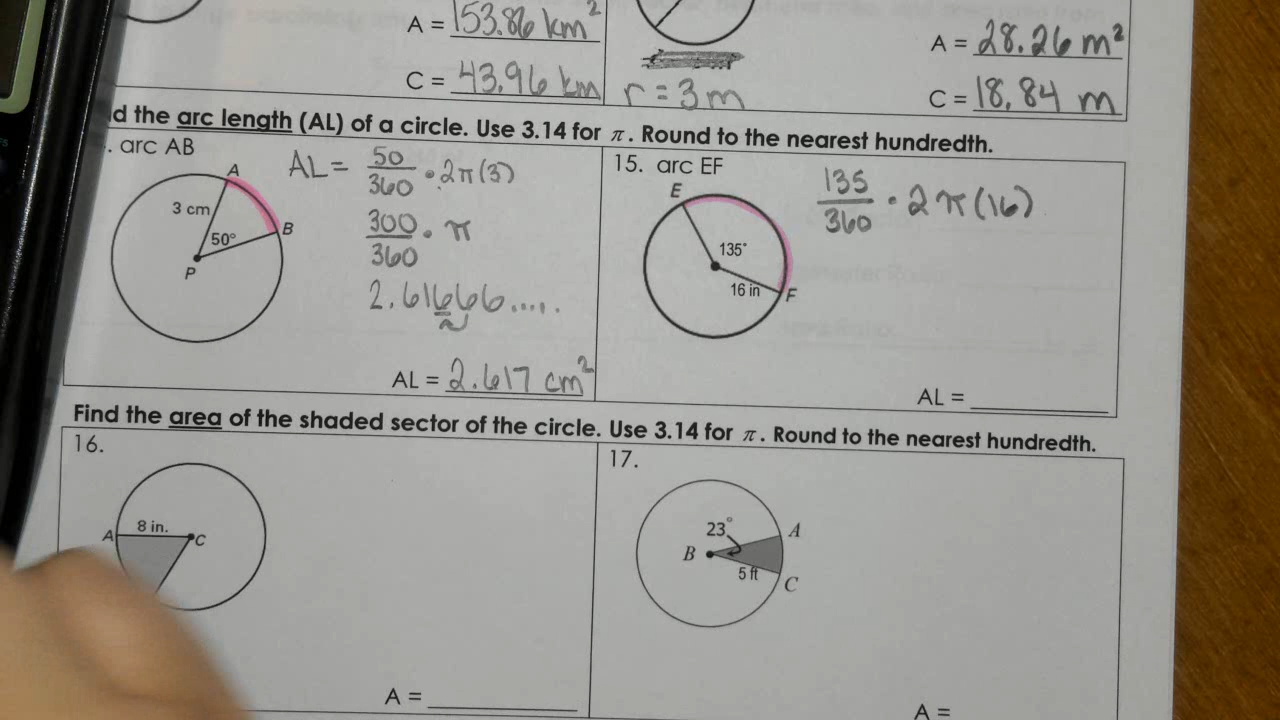 A = 153.86 km²
C = 43.96 km
r = 3 m
A = 28.26 m²
C = 18.84 m
d the arc length (AL) of a circle. Use 3.14 for π. Round to the nearest hundredth.
. arc AB
A
3 cm
50°
B
P
AL = 50/360 · 2π(3)
300/360 · π
2.61666.....
AL = 2.617 cm²
15. arc EF
E
135°
16 in
F
135/360 · 2π(16)
AL =
Find the area of the shaded sector of the circle. Use 3.14 for π. Round to the nearest hundredth.
16.
A
8 in.
C
A =
17.
23°
A
B
5 ft
C
A =